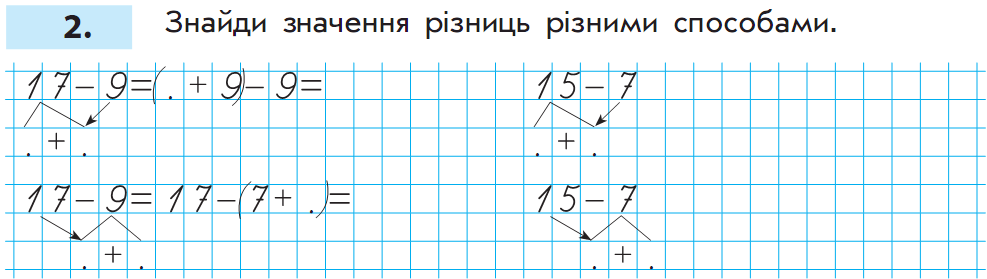 2. Знайди значення різниць різними способами.
17 - 9 = ( . + 9) - 9 =
15 - 7
. + .
. + .
17 - 9 = 17 - (7 + . ) =
15 - 7
. + .
. + .